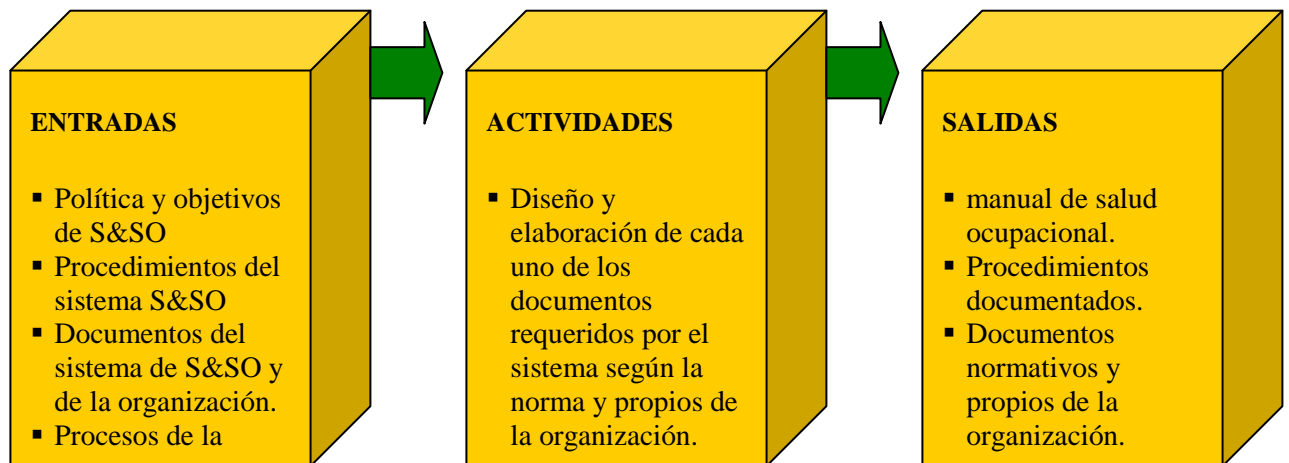 ENTRADAS
▪ Política y objetivos
de S&SO
▪ Procedimientos del
sistema S&SO
▪ Documentos del
sistema de S&SO y
de la organización.
▪ Procesos de la
ACTIVIDADES
▪ Diseño y
elaboración de cada
uno de los
documentos
requeridos por el
sistema según la
norma y propios de
la organización.
SALIDAS
▪ manual de salud
ocupacional.
▪ Procedimientos
documentados.
▪ Documentos
normativos y
propios de la
organización.